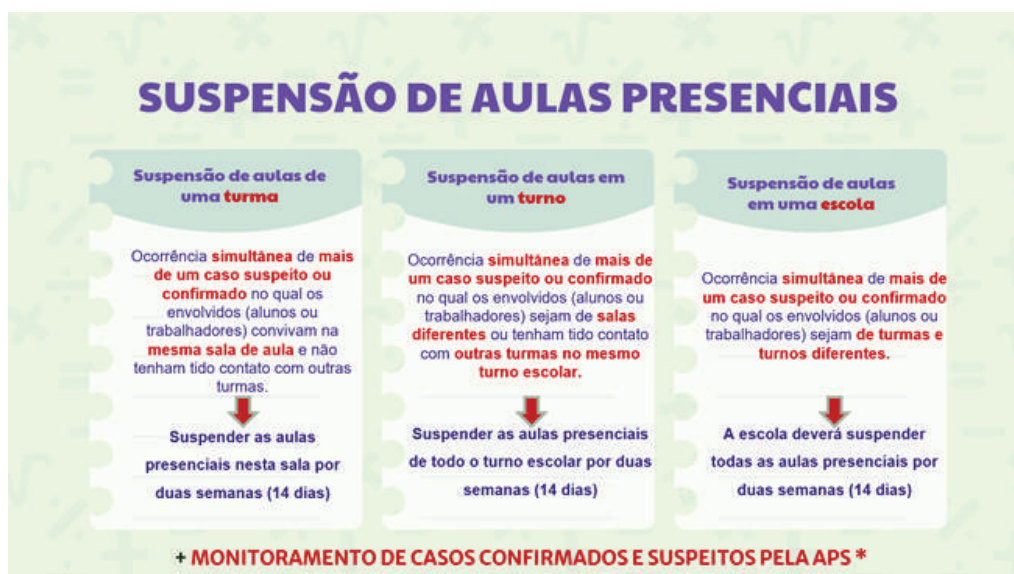 SUSPENSÃO DE AULAS PRESENCIAIS
Suspensão de aulas de
uma turma
Ocorrência simultânea de mais
de um caso suspeito ou
confirmado no qual os
envolvidos (alunos ou
trabalhadores) convivam na
mesma sala de aula e não
tenham tido contato com outras
turmas.
Suspender as aulas
presenciais nesta sala por
duas semanas (14 dias)
Suspensão de aulas em
um turno
Ocorrência simultânea de mais de
um caso suspeito ou confirmado
no qual os envolvidos (alunos ou
trabalhadores) sejam de salas
diferentes ou tenham tido contato
com outras turmas no mesmo
turno escolar.
Suspender as aulas presenciais
de todo o turno escolar por duas
semanas (14 dias)
Suspensão de aulas
em uma escola
Ocorrência simultânea de mais de
um caso suspeito ou confirmado
no qual os envolvidos (alunos ou
trabalhadores) sejam de turmas e
turnos diferentes.
A escola deverá suspender
todas as aulas presenciais por
duas semanas (14 dias)
+ MONITORAMENTO DE CASOS CONFIRMADOS E SUSPEITOS PELA APS *